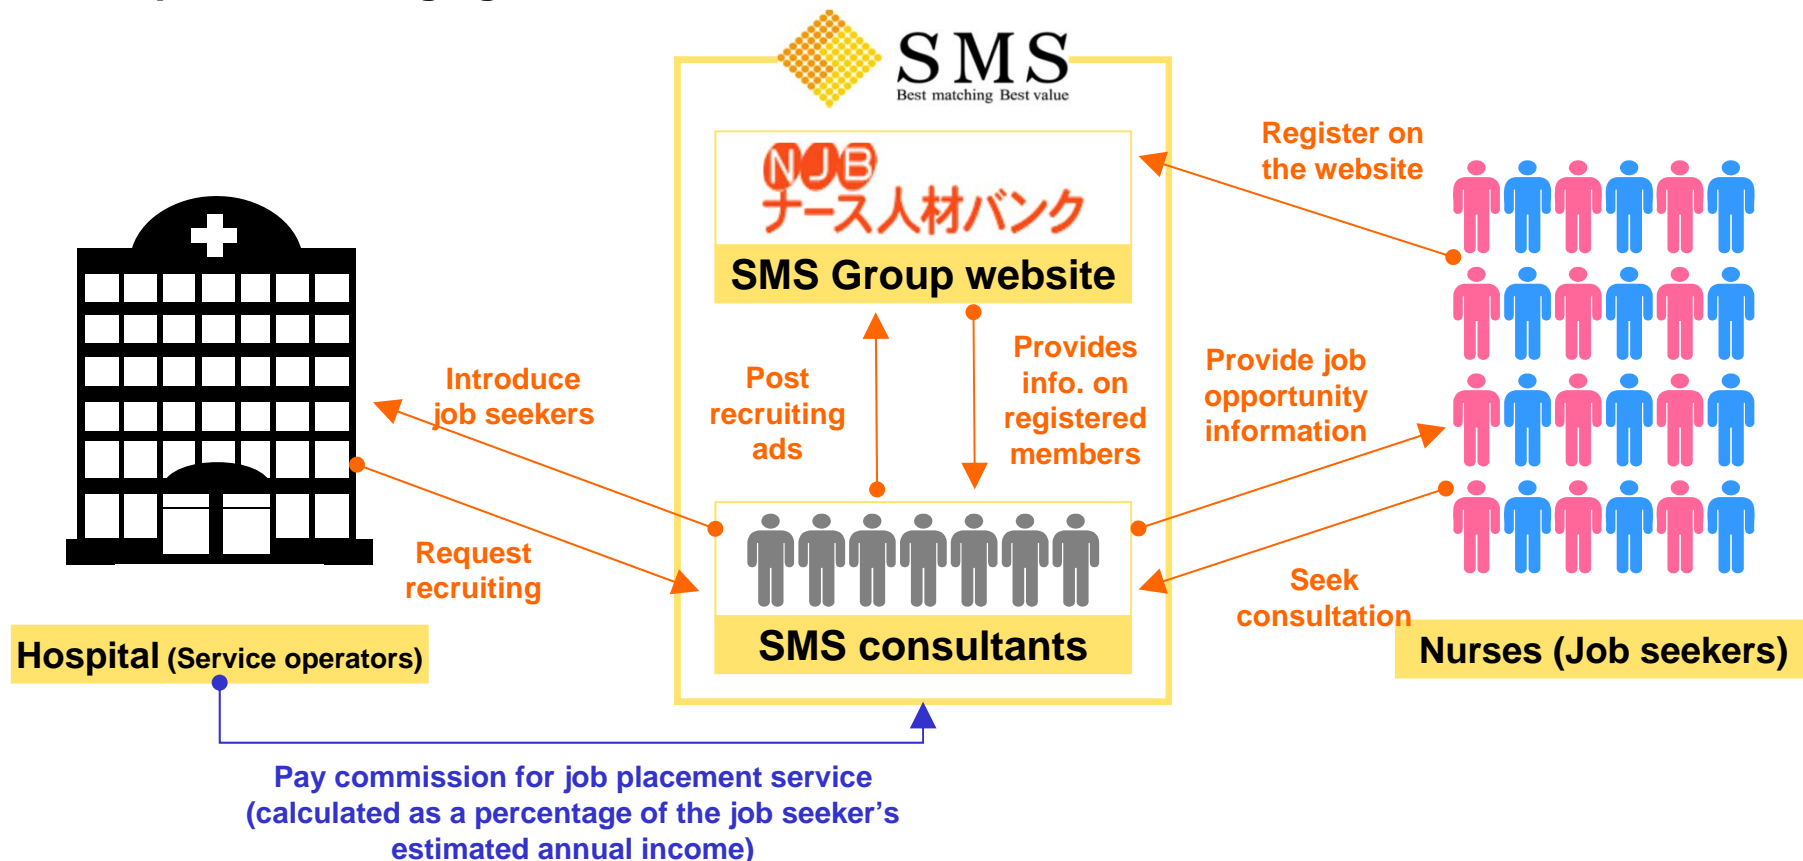 SMS
Best matching Best value
NJB
ナース人材バンク
SMS Group website
Register on
the website
Introduce
job seekers
Post
recruiting
ads
Provides
info. on
registered
members
Provide job
opportunity
information
Request
recruiting
Seek
consultation
Hospital (Service operators)
SMS consultants
Nurses (Job seekers)
Pay commission for job placement service
(calculated as a percentage of the job seeker’s
estimated annual income)